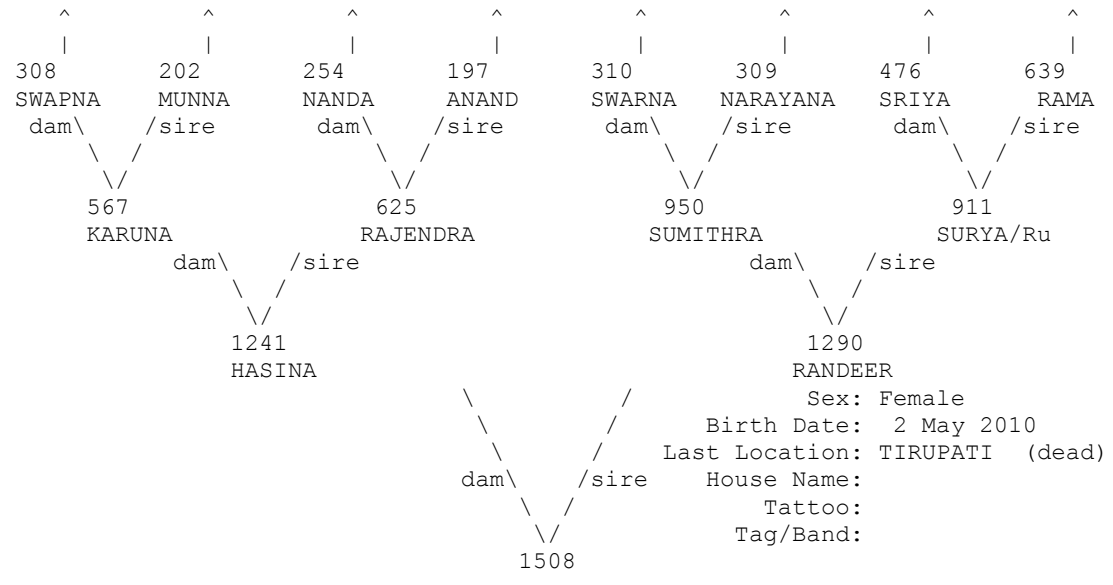 ^ ^ ^ ^ ^ ^ ^ ^
| | | | | | | |
308 202 254 197 310 309 476 639
SWAPNA MUNNA NANDA ANAND SWARNA NARAYANA SRIYA RAMA
dam\ /sire dam\ /sire dam\ /sire dam\ /sire
\ / \ / \ / \ /
\/ \/ \/ \/
567 625 950 911
KARUNA RAJENDRA SUMITHRA SURYA/Ru
dam\ /sire dam\ /sire
\ / \ /
\/ \/
1241 1290
HASINA RANDEER
\ / Sex: Female
\ / Birth Date: 2 May 2010
\ / Last Location: TIRUPATI (dead)
dam\ /sire House Name:
\ / Tattoo:
\/ Tag/Band:
1508